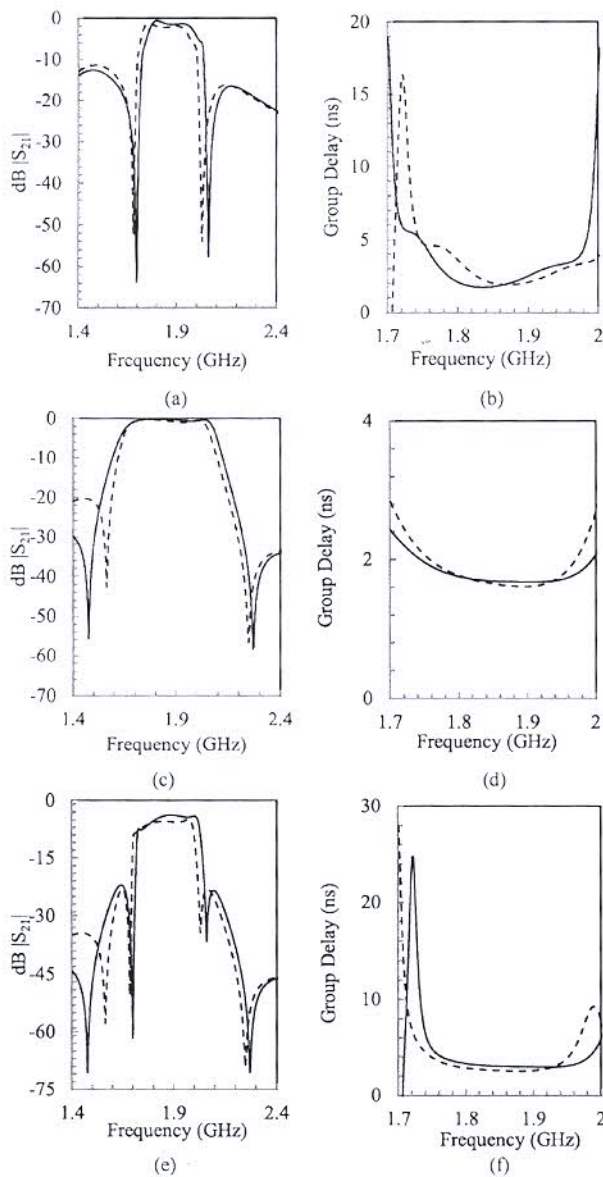 0
-10
-20
-30
-40
-50
-60
-70
dB |S21|
1.4 1.9 2.4
Frequency (GHz)
(a)
20
15
10
5
0
Group Delay (ns)
1.7 1.8 1.9 2
Frequency (GHz)
(b)
0
-10
-20
-30
-40
-50
-60
-70
dB |S21|
1.4 1.9 2.4
Frequency (GHz)
(c)
4
2
0
Group Delay (ns)
1.7 1.8 1.9 2
Frequency (GHz)
(d)
0
-15
-30
-45
-60
-75
dB |S21|
1.4 1.9 2.4
Frequency (GHz)
(e)
30
20
10
0
Group Delay (ns)
1.7 1.8 1.9 2
Frequency (GHz)
(f)